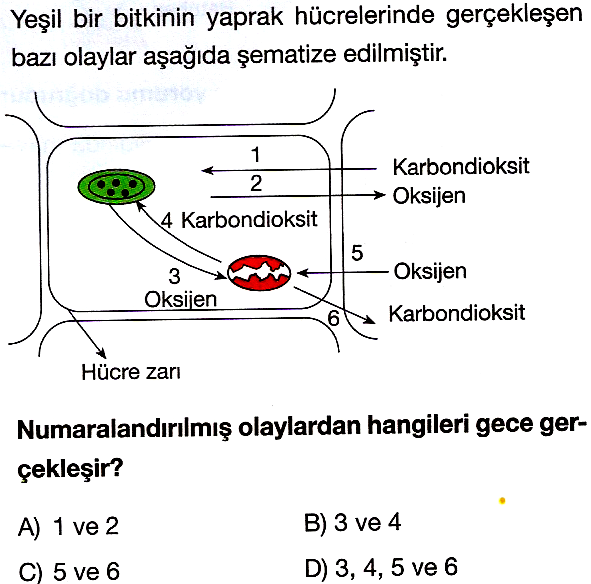 Yeşil bir bitkinin yaprak hücrelerinde gerçekleşen
bazı olaylar aşağıda şematize edilmiştir.
1
Karbondioksit
2
Oksijen
4 Karbondioksit
5
3
Oksijen
Oksijen
6
Karbondioksit
Hücre zarı
Numaralandırılmış olaylardan hangileri gece ger-
çekleşir?
A) 1 ve 2
B) 3 ve 4
C) 5 ve 6
D) 3, 4, 5 ve 6